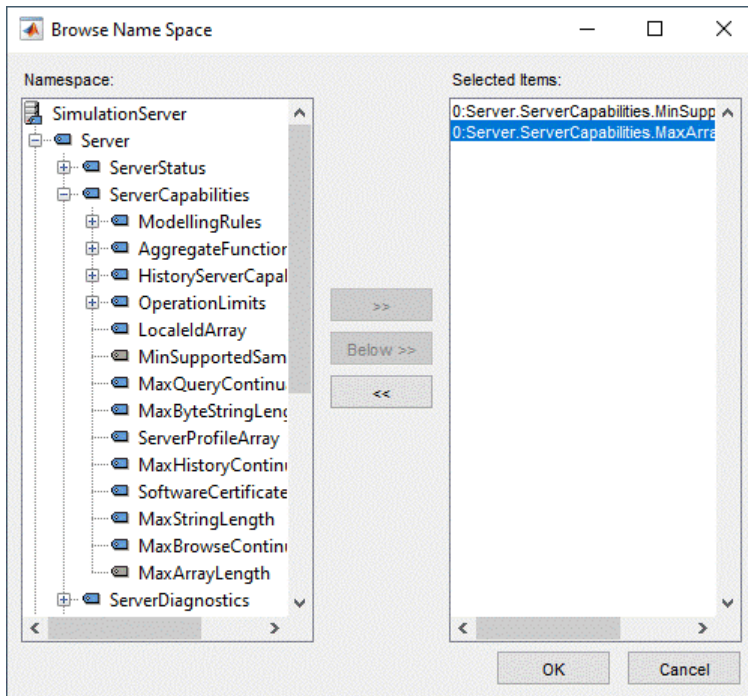 Browse Name Space
Namespace:
SimulationServer
Server
ServerStatus
ServerCapabilities
ModellingRules
AggregateFunction
HistoryServerCapal
OperationLimits
LocaleIdArray
MinSupportedSam
MaxQueryContinu
MaxByteStringLeng
ServerProfileArray
MaxHistoryContinu
SoftwareCertificate
MaxStringLength
MaxBrowseContinu
MaxArrayLength
ServerDiagnostics
>>
Below >>
<<
Selected Items:
0:Server.ServerCapabilities.MinSupp
0:Server.ServerCapabilities.MaxArra
OK
Cancel